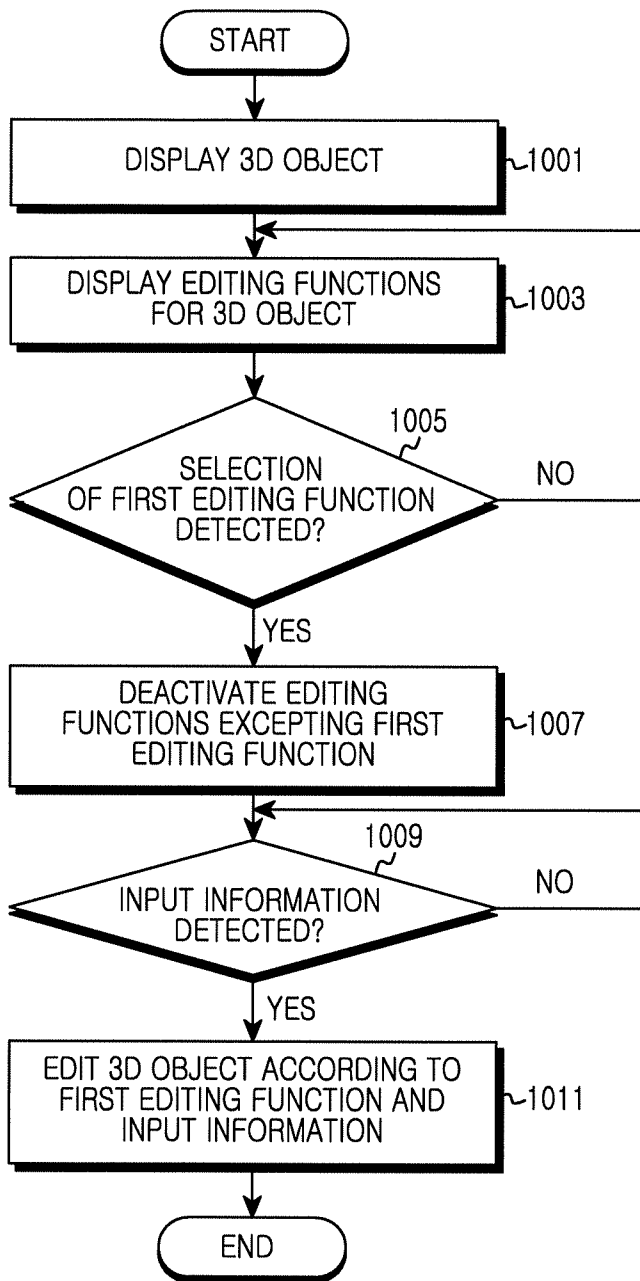 START
DISPLAY 3D OBJECT
1001
DISPLAY EDITING FUNCTIONS
FOR 3D OBJECT
1003
1005
SELECTION
OF FIRST EDITING FUNCTION
DETECTED?
NO
YES
DEACTIVATE EDITING
FUNCTIONS EXCEPTING FIRST
EDITING FUNCTION
1007
1009
INPUT INFORMATION
DETECTED?
NO
YES
EDIT 3D OBJECT ACCORDING TO
FIRST EDITING FUNCTION AND
INPUT INFORMATION
1011
END